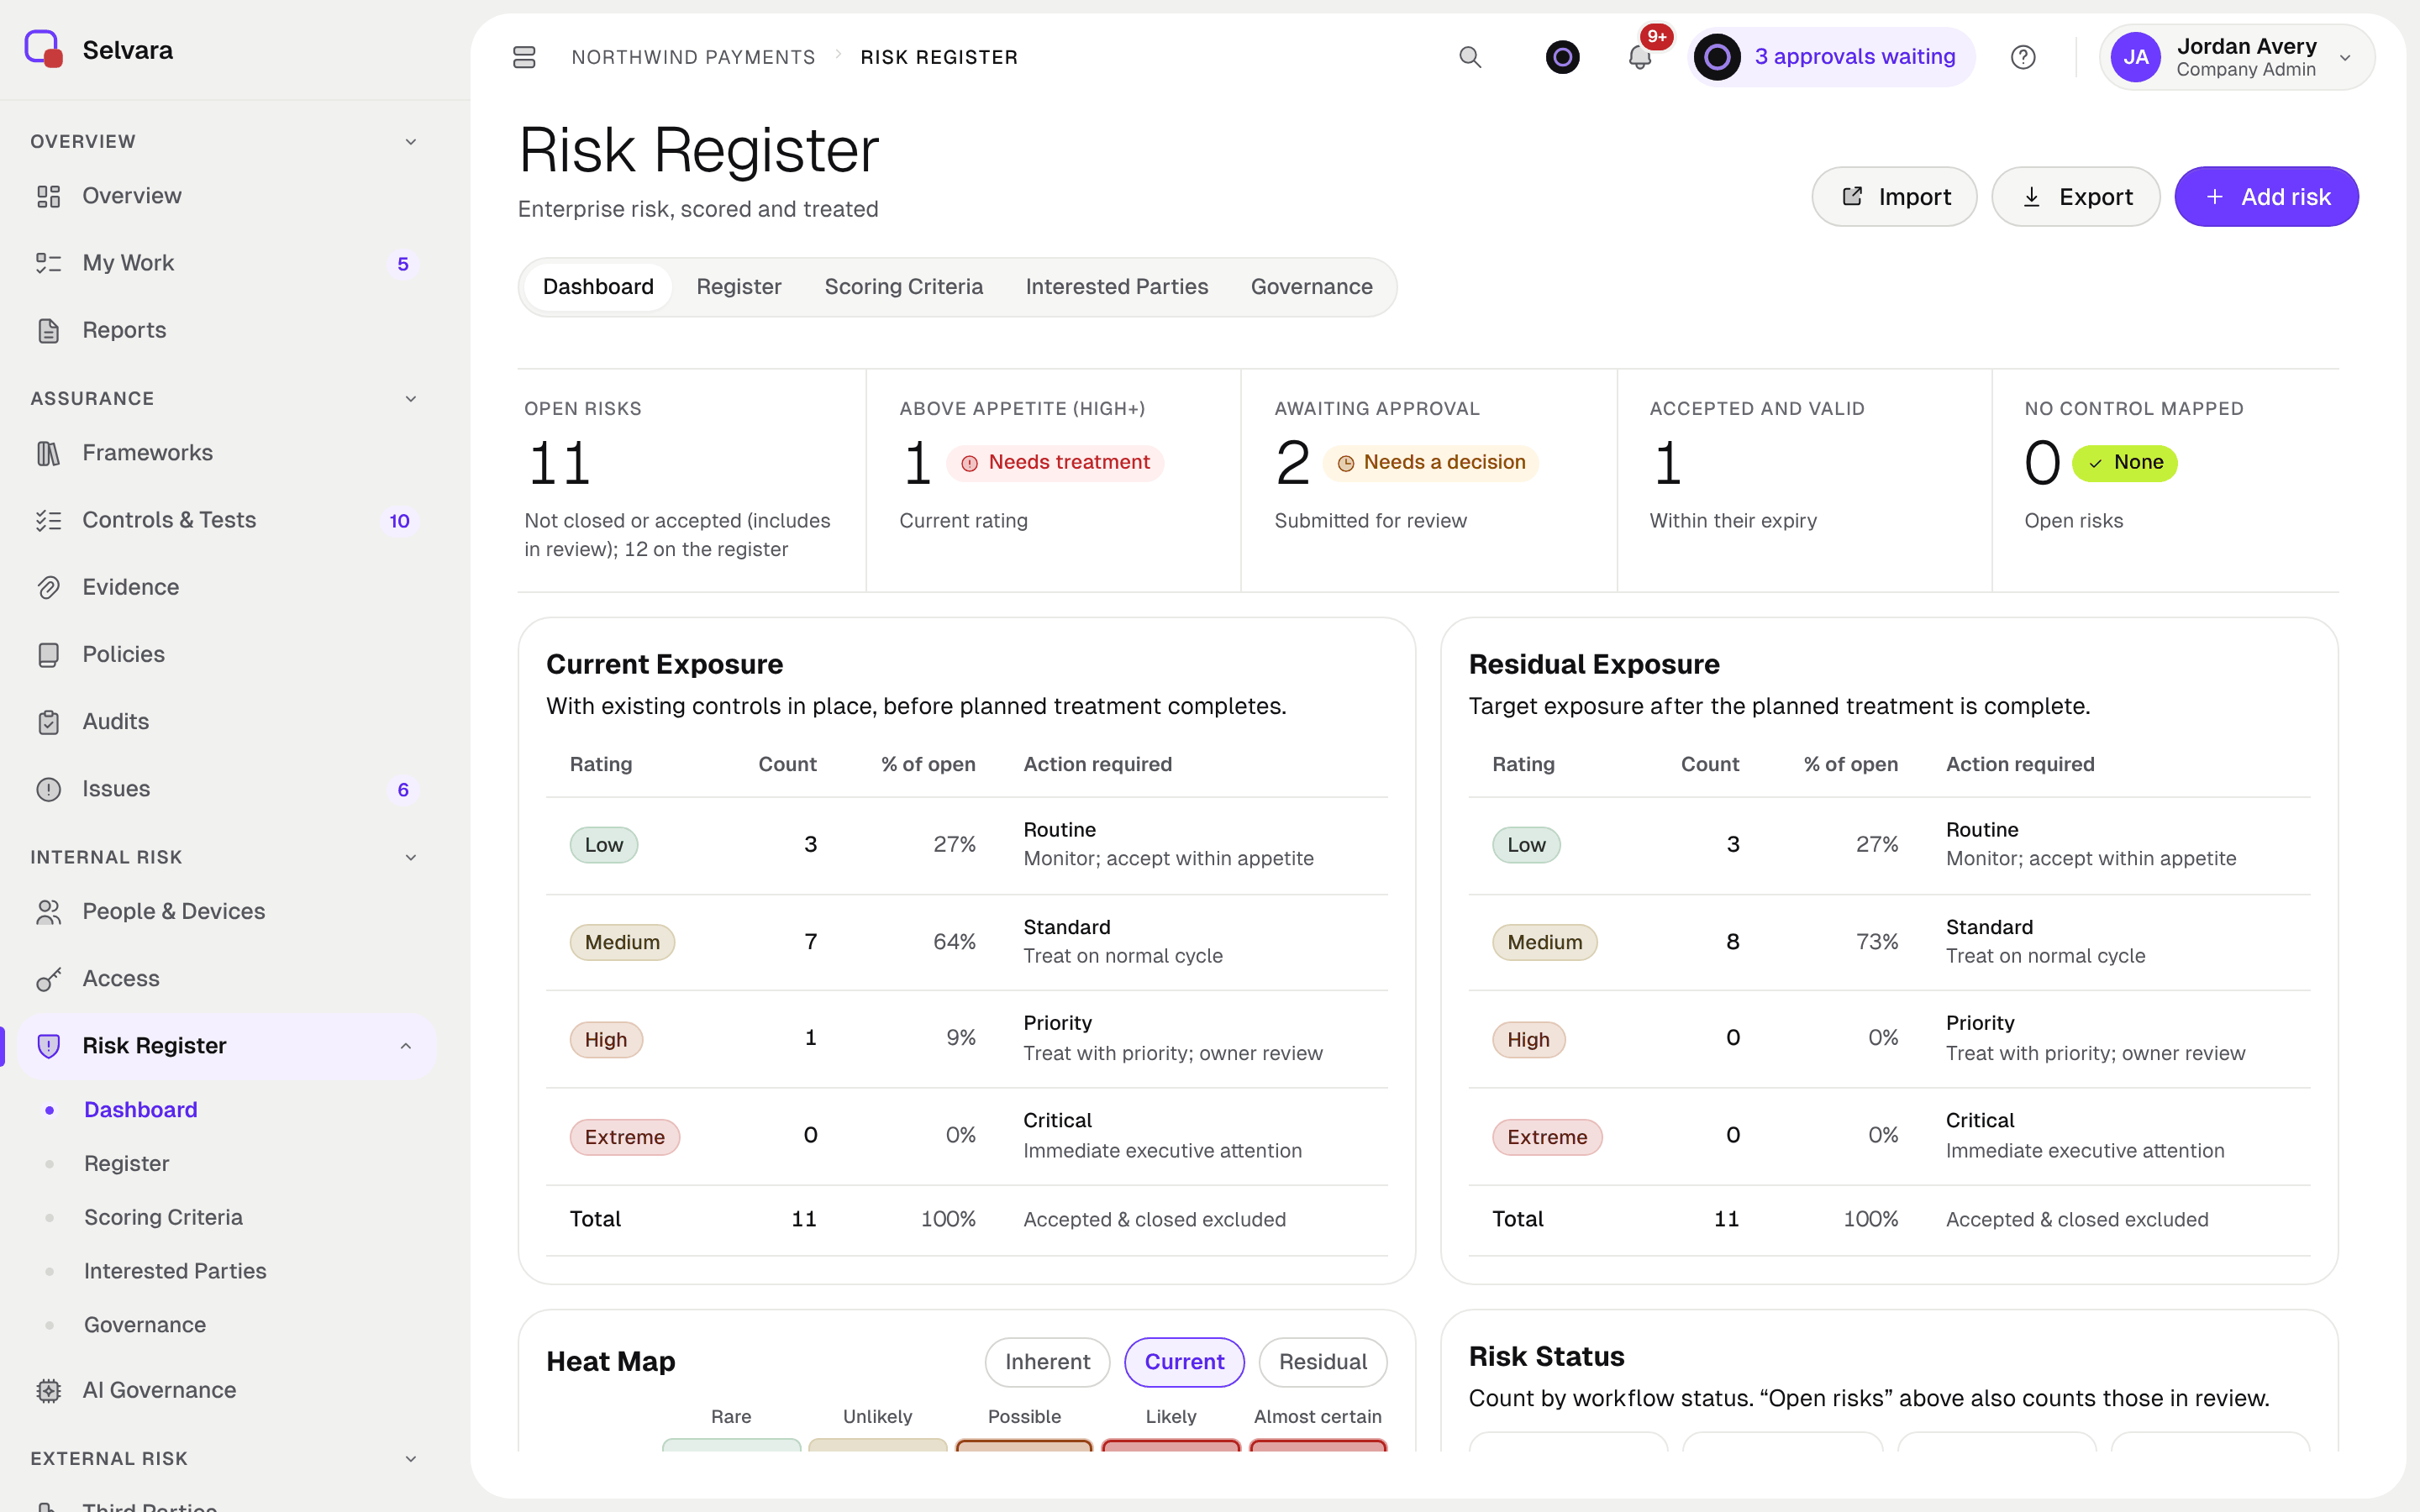 Selvara
OVERVIEW
Overview
My Work 5
Reports
ASSURANCE
Frameworks
Controls & Tests 10
Evidence
Policies
Audits
Issues 6
INTERNAL RISK
People & Devices
Access
Risk Register
Dashboard
Register
Scoring Criteria
Interested Parties
Governance
AI Governance
EXTERNAL RISK
Third Parties
NORTHWIND PAYMENTS > RISK REGISTER
9+
3 approvals waiting
JA
Jordan Avery
Company Admin
Risk Register
Enterprise risk, scored and treated
Import
Export
Add risk
Dashboard Register Scoring Criteria Interested Parties Governance
OPEN RISKS
11
Not closed or accepted (includes
in review); 12 on the register
ABOVE APPETITE (HIGH+)
1 Needs treatment
Current rating
AWAITING APPROVAL
2 Needs a decision
Submitted for review
ACCEPTED AND VALID
1
Within their expiry
NO CONTROL MAPPED
0 None
Open risks
Current Exposure
With existing controls in place, before planned treatment completes.
Rating Count % of open Action required
Low 3 27% Routine
Monitor; accept within appetite
Medium 7 64% Standard
Treat on normal cycle
High 1 9% Priority
Treat with priority; owner review
Extreme 0 0% Critical
Immediate executive attention
Total 11 100% Accepted & closed excluded
Residual Exposure
Target exposure after the planned treatment is complete.
Rating Count % of open Action required
Low 3 27% Routine
Monitor; accept within appetite
Medium 8 73% Standard
Treat on normal cycle
High 0 0% Priority
Treat with priority; owner review
Extreme 0 0% Critical
Immediate executive attention
Total 11 100% Accepted & closed excluded
Heat Map
Inherent Current Residual
Rare Unlikely Possible Likely Almost certain
Risk Status
Count by workflow status. “Open risks” above also counts those in review.